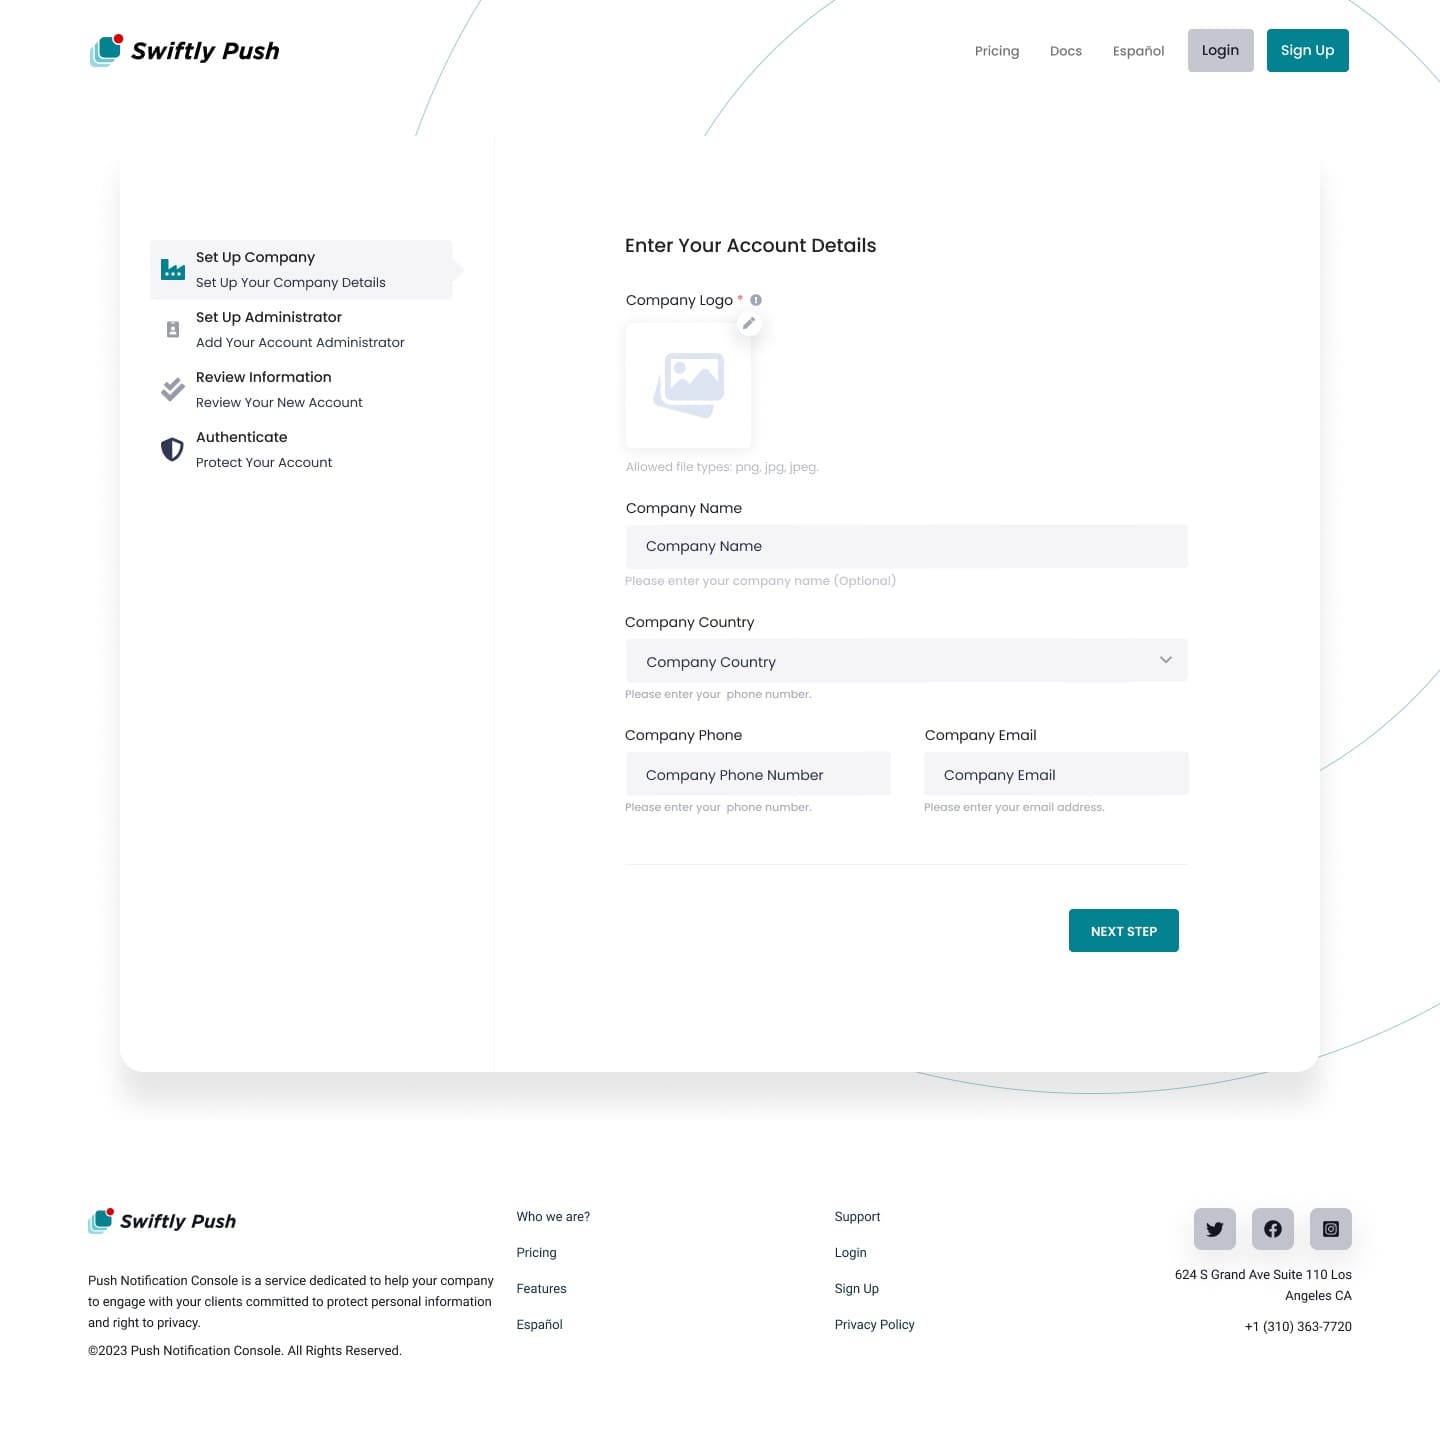 Swiftly Push
Pricing
Docs
Español
Login
Sign Up
Set Up Company
Set Up Your Company Details
Set Up Administrator
Add Your Account Administrator
Review Information
Review Your New Account
Authenticate
Protect Your Account
Enter Your Account Details
Company Logo *
Allowed file types: png, jpg, jpeg.
Company Name
Company Name
Please enter your company name (Optional)
Company Country
Company Country
Please enter your phone number.
Company Phone
Company Phone Number
Please enter your phone number.
Company Email
Company Email
Please enter your email address.
NEXT STEP
Swiftly Push
Push Notification Console is a service dedicated to help your company
to engage with your clients committed to protect personal information
and right to privacy.
©2023 Push Notification Console. All Rights Reserved.
Who we are?
Pricing
Features
Español
Support
Login
Sign Up
Privacy Policy
624 S Grand Ave Suite 110 Los
Angeles CA
+1 (310) 363-7720